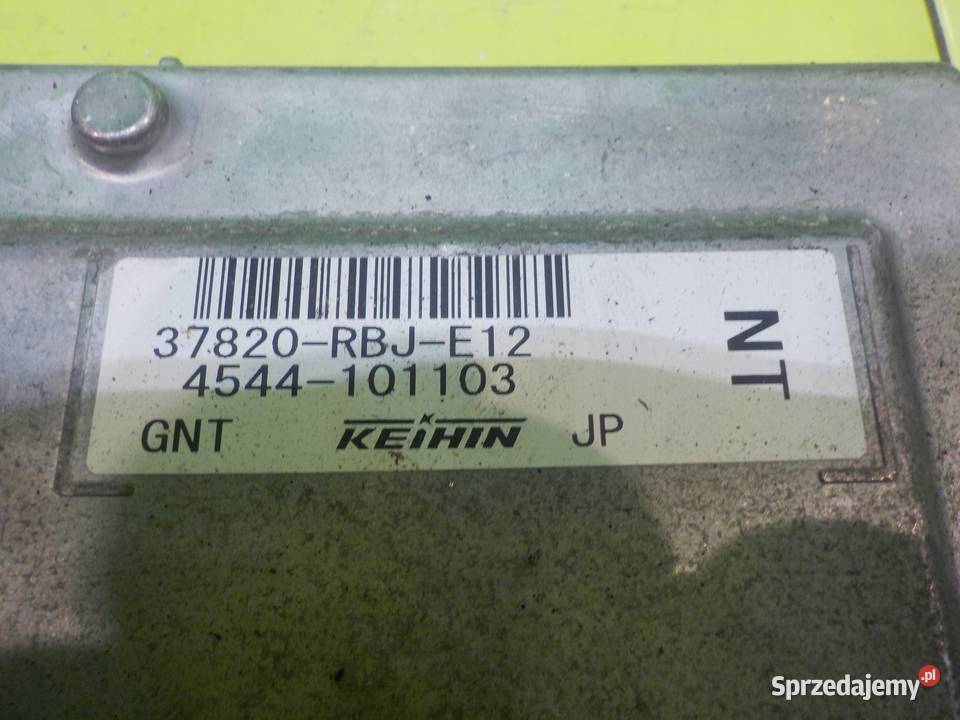 37820-RBJ-E12
4544-101103
GNT KEIHIN JP
NT
Sprzedajemy.pl